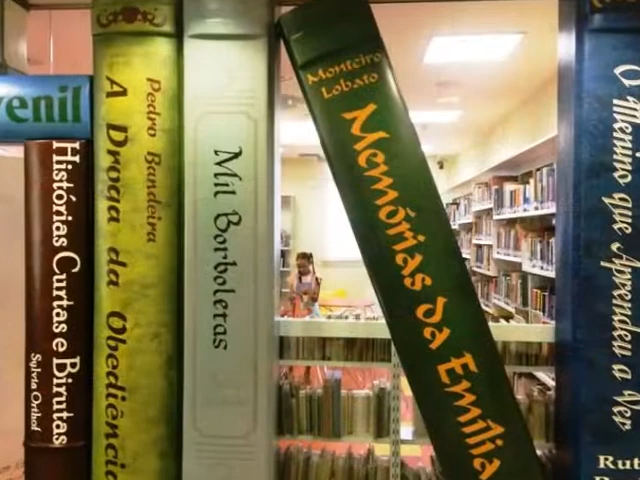 venil
Histórias Curtas e Birutas
Sylvia Orthof
Pedro Bandeira
A Droga da Obediência
Mil Borboletas
Monteiro
Lobato
Memórias da Emília
O Menino que Aprendeu a Ver
Rut